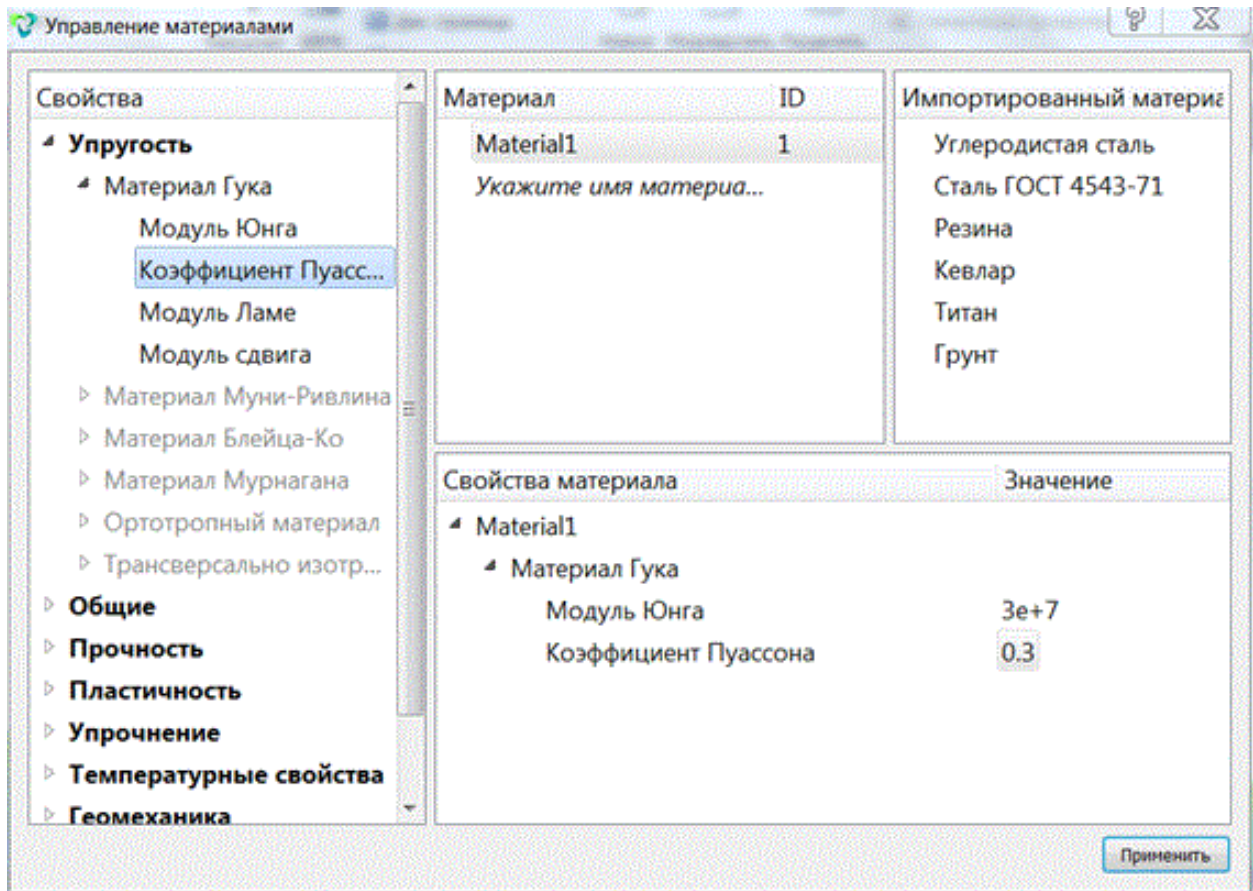 Управление материалами
Свойства
Упругость
Материал Гука
Модуль Юнга
Коэффициент Пуасс...
Модуль Ламе
Модуль сдвига
Материал Муни-Ривлина
Материал Блейца-Ко
Материал Мурнагана
Ортотропный материал
Трансверсально изотр...
Общие
Прочность
Пластичность
Упрочнение
Температурные свойства
Геомеханика
Материал ID
Material1 1
Укажите имя материа...
Импортированный материа
Углеродистая сталь
Сталь ГОСТ 4543-71
Резина
Кевлар
Титан
Грунт
Свойства материала Значение
Material1
Материал Гука
Модуль Юнга 3e+7
Коэффициент Пуассона 0.3
Применить